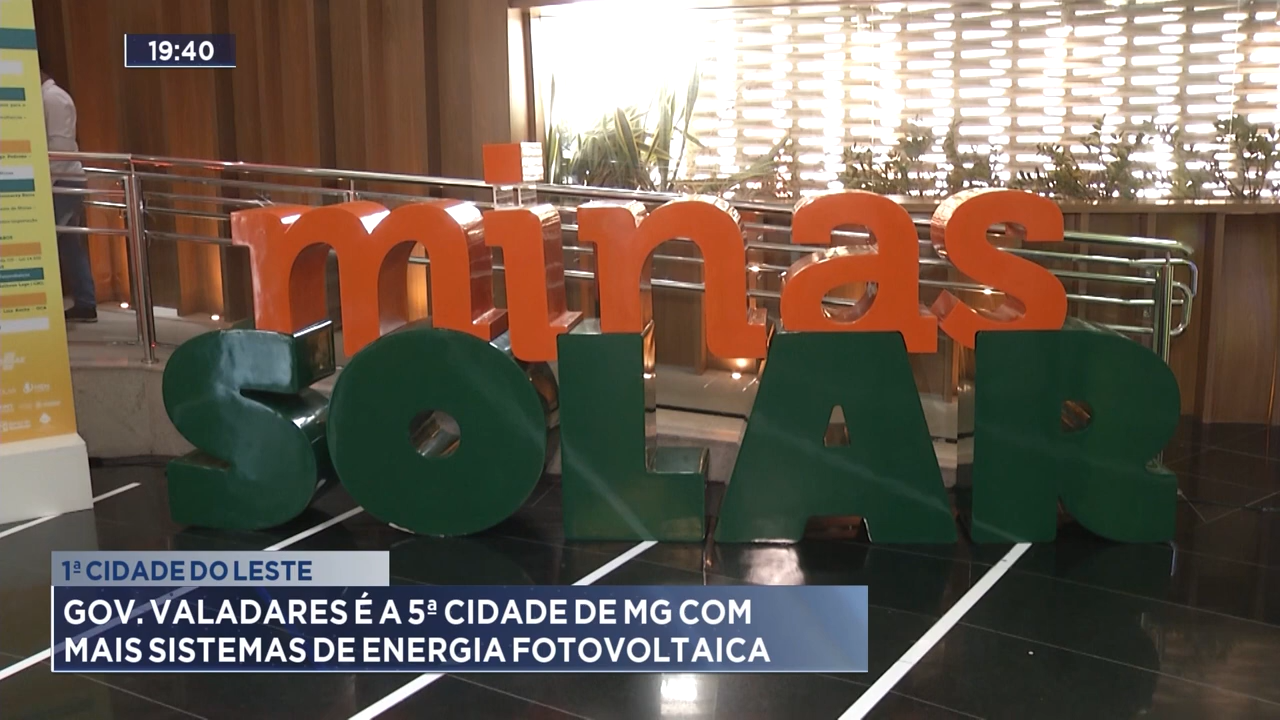 19:40
minas
SOLAR
1ª CIDADE DO LESTE
GOV. VALADARES É A 5ª CIDADE DE MG COM
MAIS SISTEMAS DE ENERGIA FOTOVOLTAICA